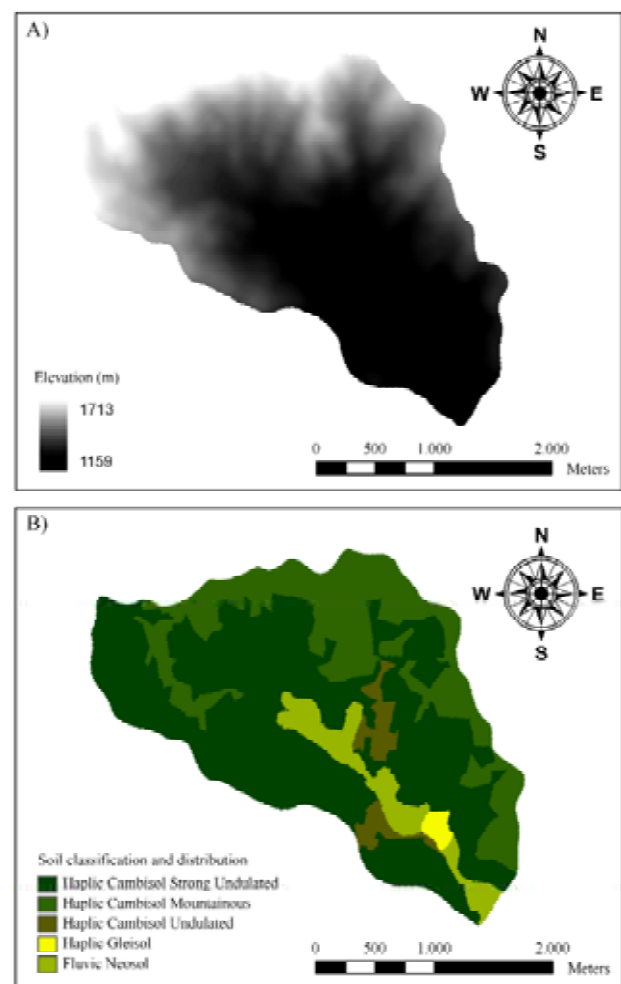 A)
N
W E
S
Elevation (m)
1713
1159
0 500 1.000 2.000
Meters
B)
N
W E
S
Soil classification and distribution
Haplic Cambisol Strong Undulated
Haplic Cambisol Mountainous
Haplic Cambisol Undulated
Haplic Gleisol
Fluvic Neosol
0 500 1.000 2.000
Meters